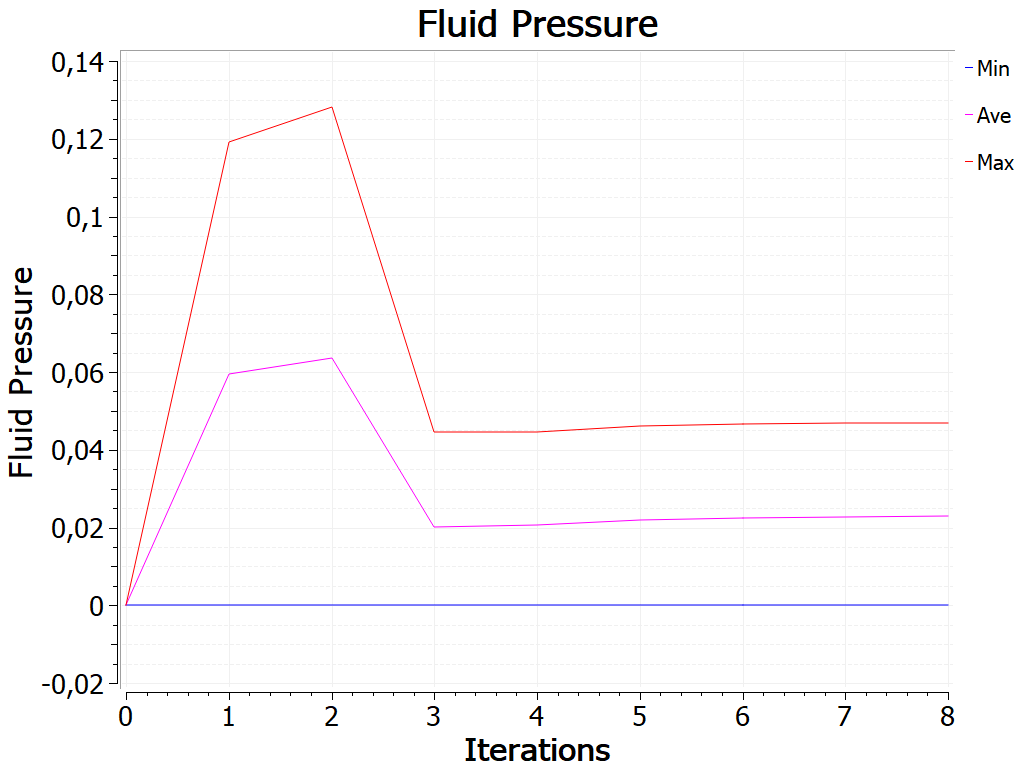 Fluid Pressure
Min
Ave
Max
Fluid Pressure
0,14
0,12
0,1
0,08
0,06
0,04
0,02
0
-0,02
0 1 2 3 4 5 6 7 8
Iterations